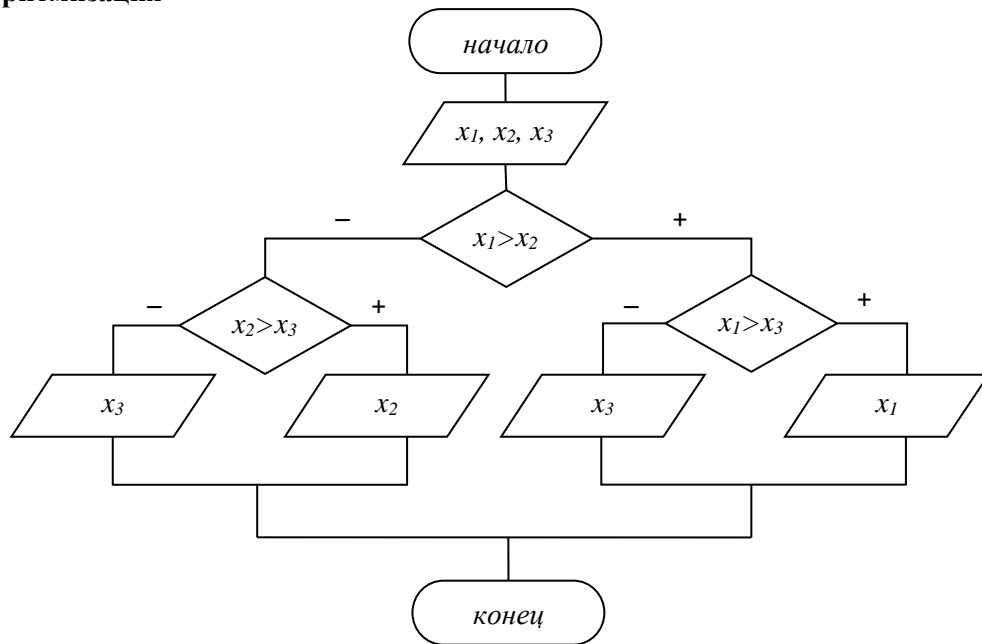 начало
x₁, x₂, x₃
– +
x₁>x₂
– + – +
x₂>x₃ x₁>x₃
x₃ x₂ x₃ x₁
конец